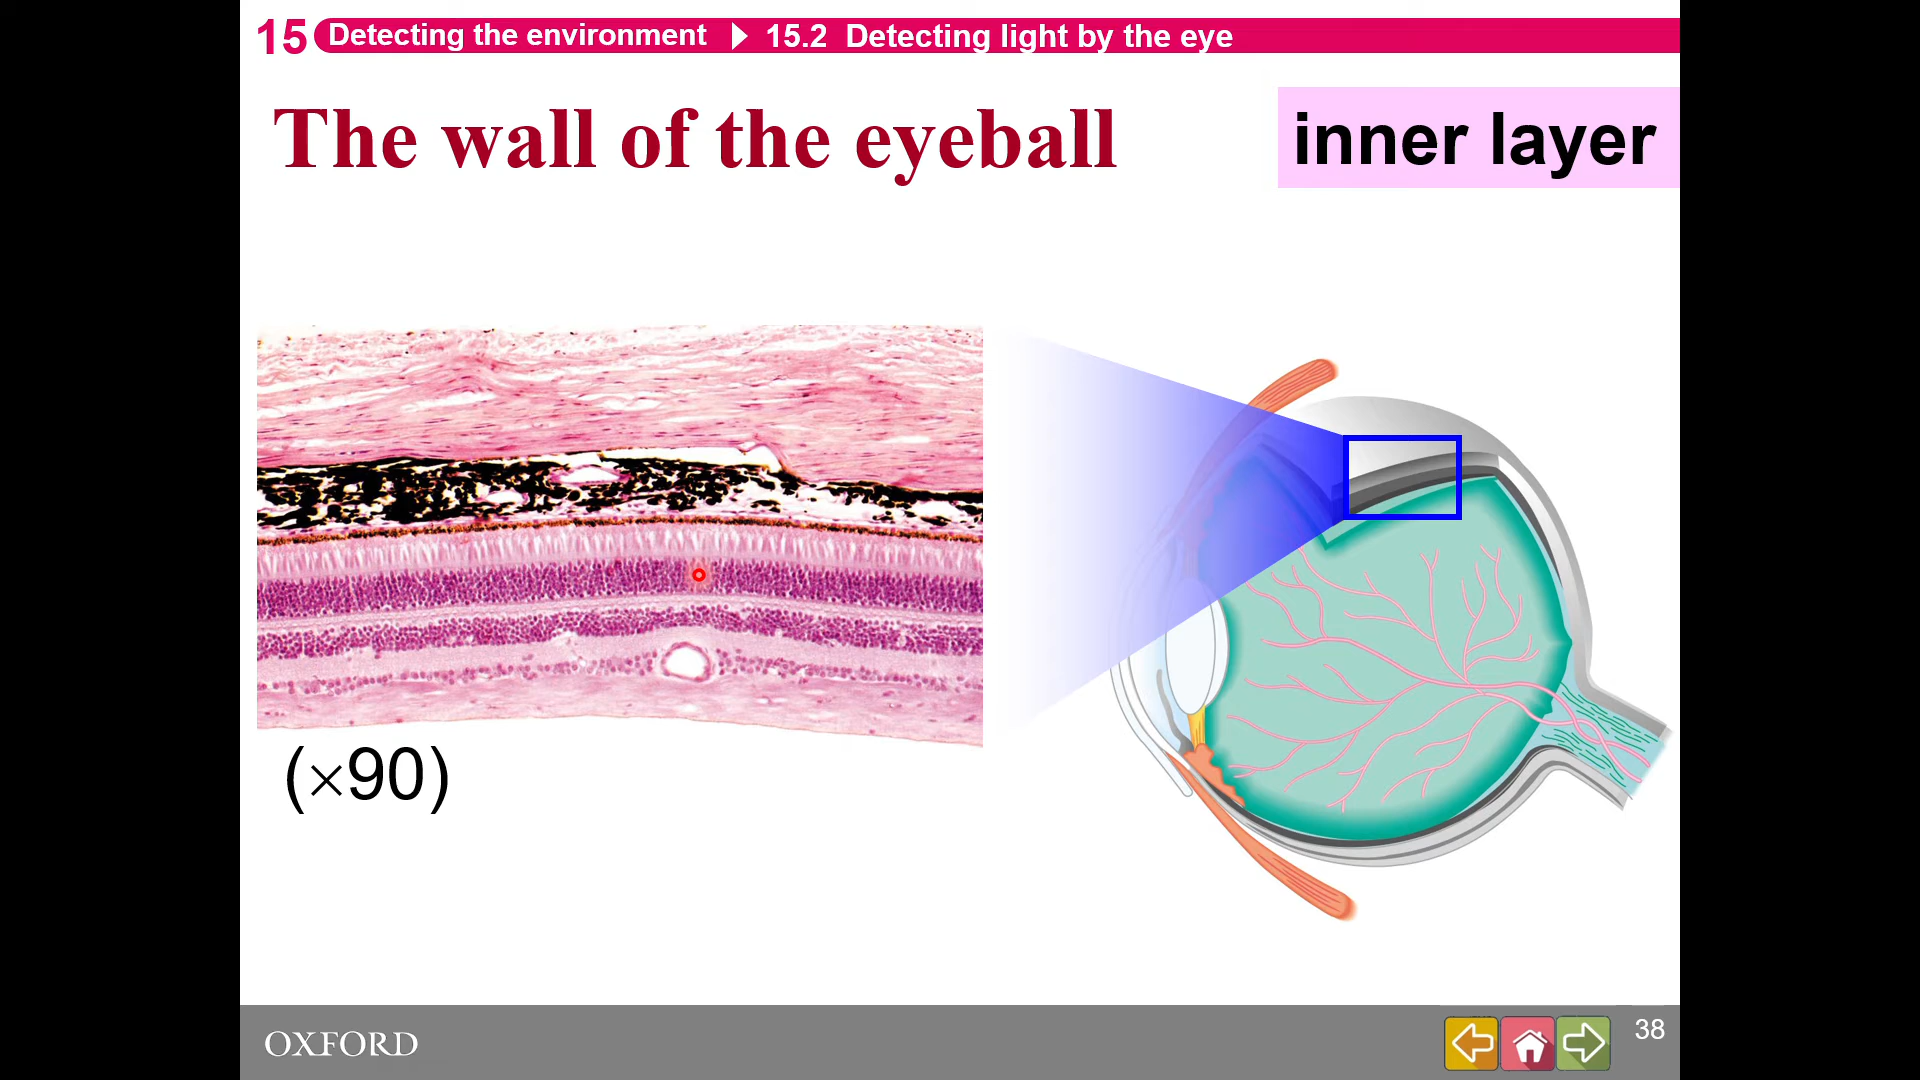 15 Detecting the environment 15.2 Detecting light by the eye
The wall of the eyeball
inner layer
(×90)
OXFORD
38